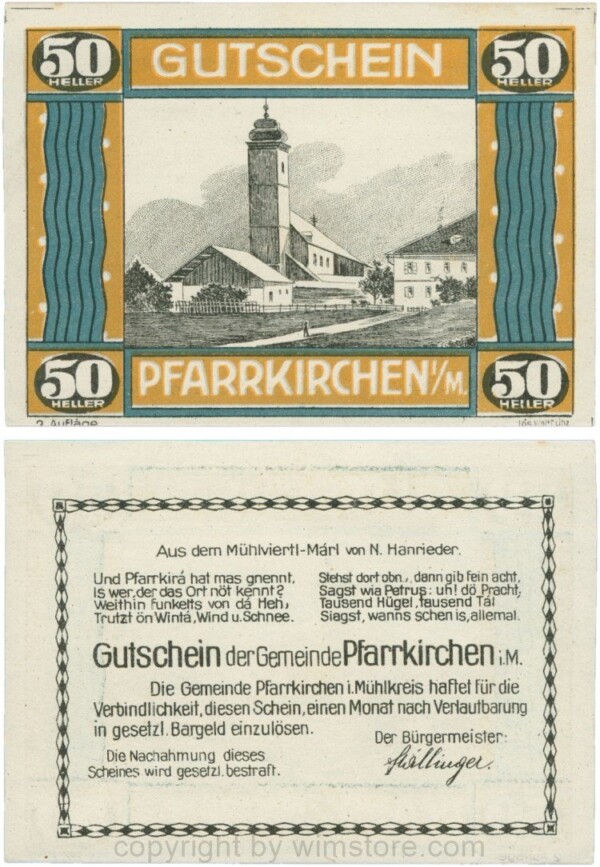 50 HELLER GUTSCHEIN 50 HELLER
50 HELLER PFARRKIRCHEN i/M. 50 HELLER
2. Auflage
Aus dem Mühlviertl-Märl von N. Hanrieder.
Und Pfarrkirá hat mas gnennt,
is wer, der das Ort nöt kennt?
Weithin funkelts von dá Heh,
Trutzt ön Wintá, Wind u. Schnee.
Stehst dort obn, dann gib fein acht,
Sagst wia Petrus: uh! dö Pracht,
Tausend Hügel, tausend Tál
Siagst, wanns schen is, allemal.
Gutschein der Gemeinde Pfarrkirchen i.M.
Die Gemeinde Pfarrkirchen i. Mühlkreis haftet für die
Verbindlichkeit, diesen Schein, einen Monat nach Verlautbarung
in gesetzl. Bargeld einzulösen.
Der Bürgermeister:
Die Nachahmung dieses
Scheines wird gesetzl. bestraft.
copyright by wimstore.com